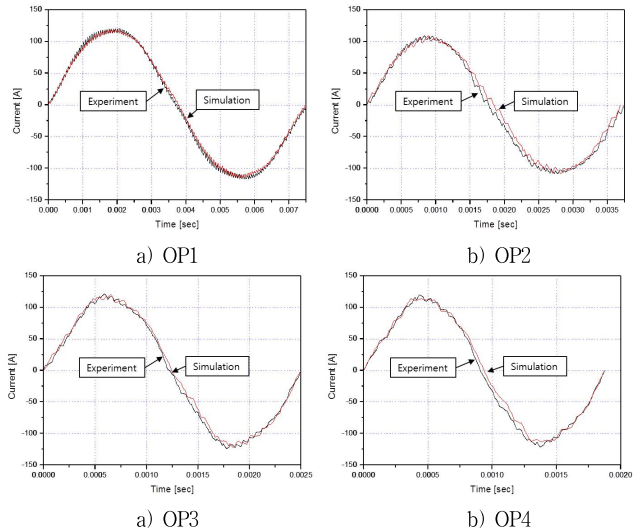 150
100
50
0
-50
-100
-150
Current [A]
Experiment
Simulation
0.000 0.001 0.002 0.003 0.004 0.005 0.006 0.007
Time [sec]
a) OP1
150
100
50
0
-50
-100
-150
Current [A]
Experiment
Simulation
0.0000 0.0005 0.0010 0.0015 0.0020 0.0025 0.0030 0.0035
Time [sec]
b) OP2
150
100
50
0
-50
-100
-150
Current [A]
Experiment
Simulation
0.0000 0.0005 0.0010 0.0015 0.0020 0.0025
Time [sec]
a) OP3
150
100
50
0
-50
-100
-150
Current [A]
Experiment
Simulation
0.0000 0.0005 0.0010 0.0015 0.0020
Time [sec]
b) OP4